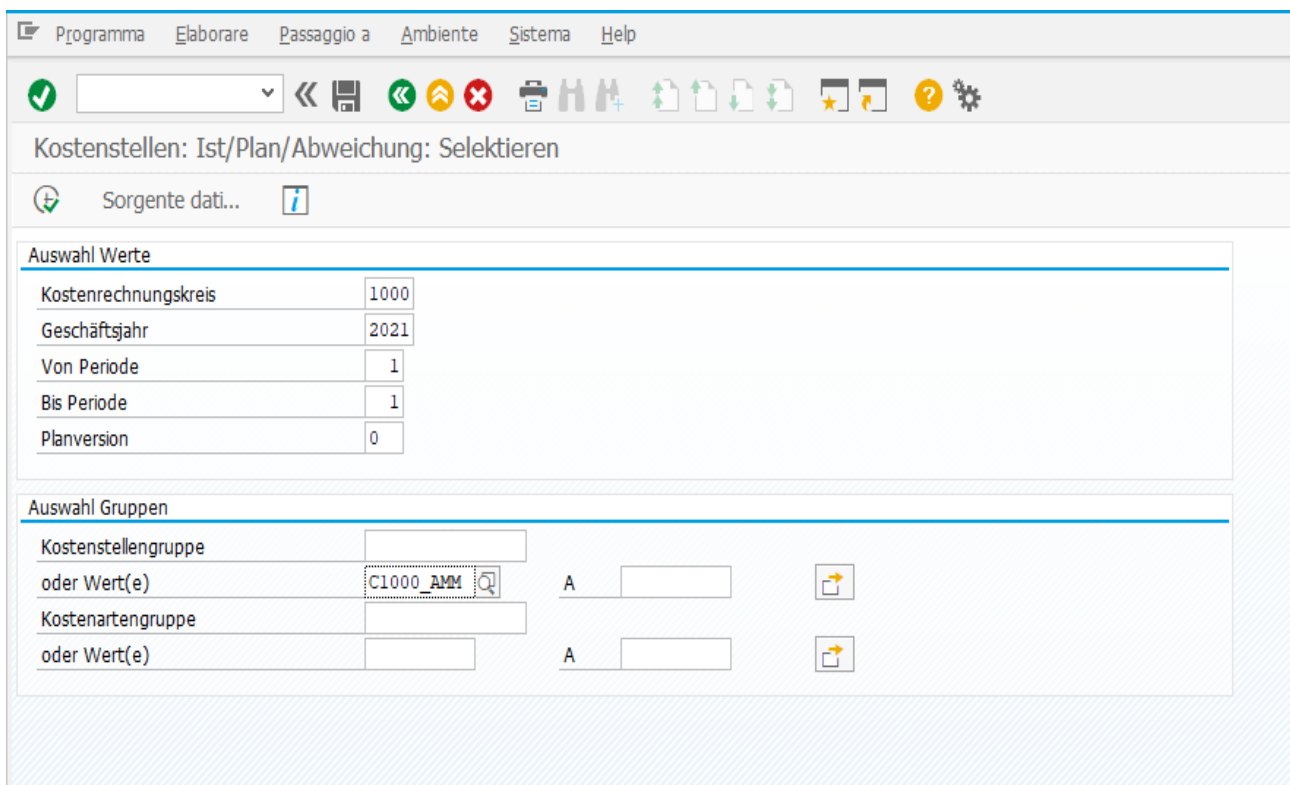 Programma Elaborare Passaggio a Ambiente Sistema Help
Kostenstellen: Ist/Plan/Abweichung: Selektieren
Sorgente dati...
Auswahl Werte
Kostenrechnungskreis 1000
Geschäftsjahr 2021
Von Periode 1
Bis Periode 1
Planversion 0
Auswahl Gruppen
Kostenstellengruppe
oder Wert(e) C1000_AMM A
Kostenartengruppe
oder Wert(e) A